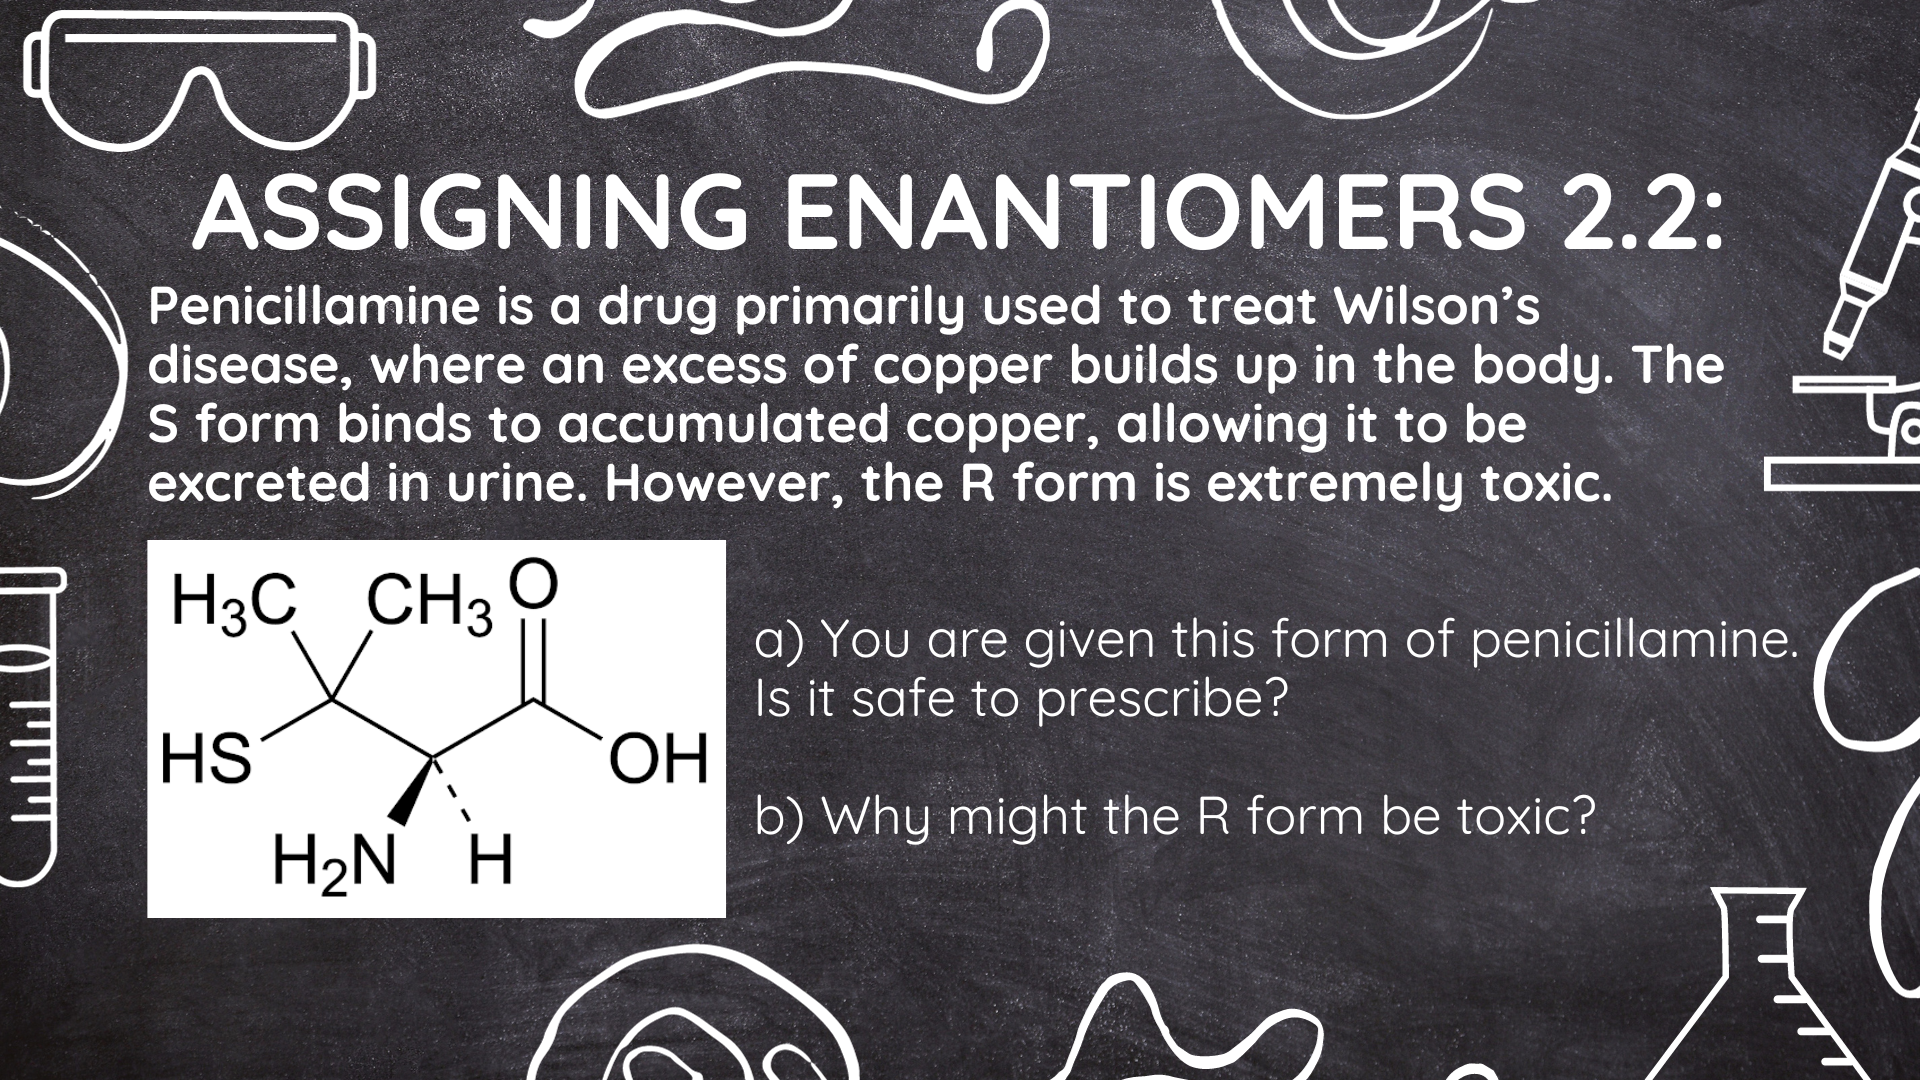 ASSIGNING ENANTIOMERS 2.2:
Penicillamine is a drug primarily used to treat Wilson’s
disease, where an excess of copper builds up in the body. The
S form binds to accumulated copper, allowing it to be
excreted in urine. However, the R form is extremely toxic.
H₃C CH₃ O
HS OH
H₂N H
a) You are given this form of penicillamine.
Is it safe to prescribe?
b) Why might the R form be toxic?